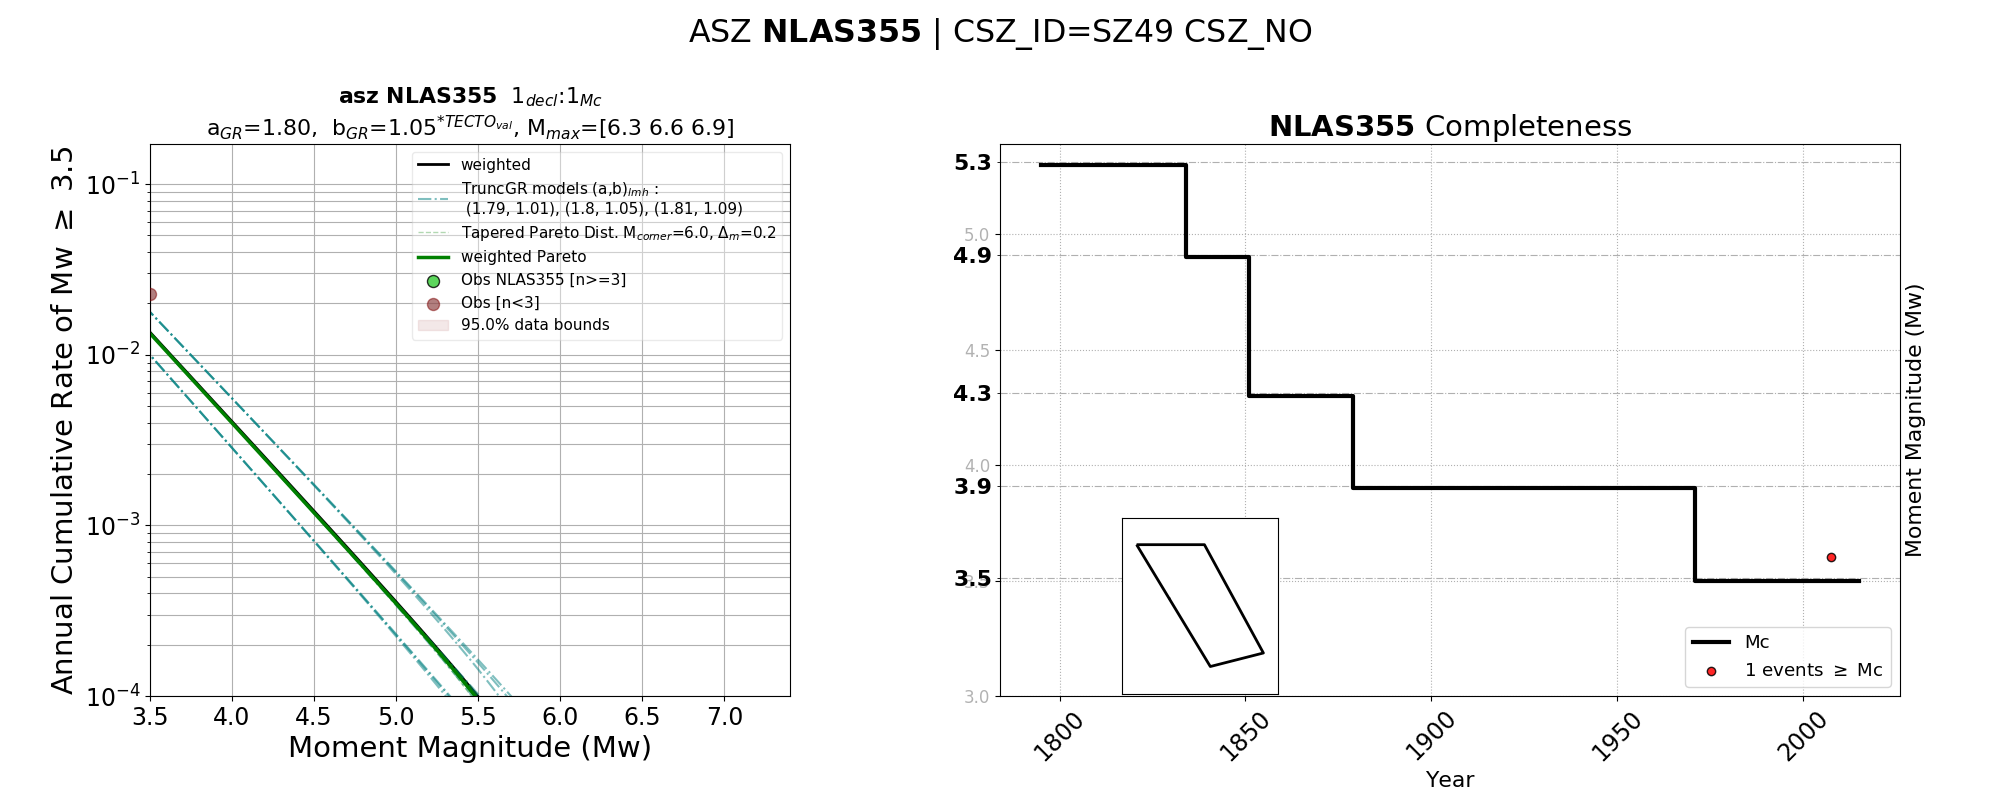 ASZ NLAS355 | CSZ_ID=SZ49 CSZ_NO
asz NLAS355 1decl:1Mc
aGR=1.80, bGR=1.05*TECTOval, Mmax=[6.3 6.6 6.9]
Annual Cumulative Rate of Mw ≥ 3.5
10−1
10−2
10−3
10−4
weighted
TruncGR models (a,b)lmh :
(1.79, 1.01), (1.8, 1.05), (1.81, 1.09)
Tapered Pareto Dist. Mcorner=6.0, Δm=0.2
weighted Pareto
Obs NLAS355 [n>=3]
Obs [n<3]
95.0% data bounds
3.5 4.0 4.5 5.0 5.5 6.0 6.5 7.0
Moment Magnitude (Mw)
NLAS355 Completeness
5.3
5.0
4.9
4.5
4.3
4.0
3.9
3.5
3.0
Moment Magnitude (Mw)
Mc
1 events ≥ Mc
1800 1850 1900 1950 2000
Year